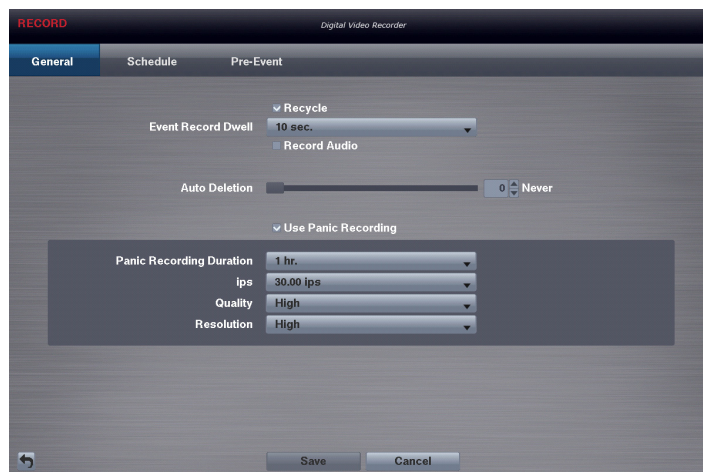 RECORD
Digital Video Recorder
General Schedule Pre-Event
Recycle
Event Record Dwell 10 sec.
Record Audio
Auto Deletion 0 Never
Use Panic Recording
Panic Recording Duration 1 hr.
ips 30.00 ips
Quality High
Resolution High
Save Cancel